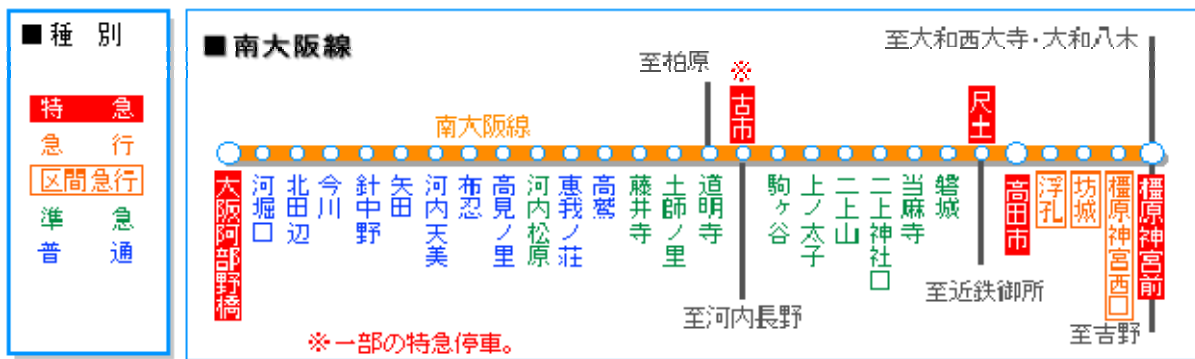 ■種 別
特 急
急 行
区間急行
準 急
普 通
■南大阪線
至大和西大寺・大和八木
至柏原
※
古市
尺土
南大阪線
大阪阿部野橋
河堀口
北田辺
今川
針中野
矢田
河内天美
布忍
高見ノ里
河内松原
恵我ノ荘
高鷲
藤井寺
土師ノ里
道明寺
駒ヶ谷
上ノ太子
二上山
二上神社口
当麻寺
磐城
高田市
浮孔
坊城
橿原神宮西口
橿原神宮前
至河内長野
至近鉄御所
至吉野
※一部の特急停車。